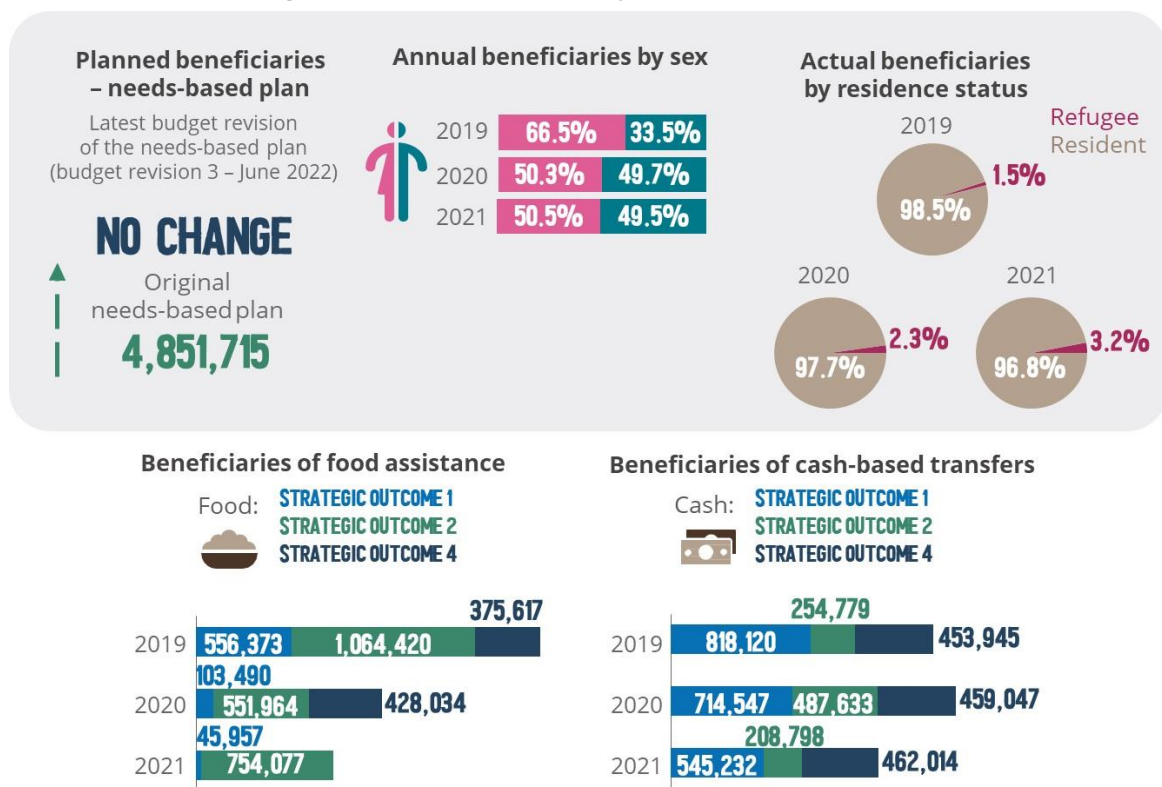 Planned beneficiaries
– needs-based plan
Latest budget revision
of the needs-based plan
(budget revision 3 – June 2022)
NO CHANGE
Original
needs-based plan
4,851,715
Annual beneficiaries by sex
2019 66.5% 33.5%
2020 50.3% 49.7%
2021 50.5% 49.5%
Actual beneficiaries
by residence status
Refugee
Resident
2019
1.5%
98.5%
2020
2.3%
97.7%
2021
3.2%
96.8%
Beneficiaries of food assistance
Food:
STRATEGIC OUTCOME 1
STRATEGIC OUTCOME 2
STRATEGIC OUTCOME 4
375,617
2019 556,373 1,064,420
103,490
2020 551,964 428,034
45,957
2021 754,077
Beneficiaries of cash-based transfers
Cash:
STRATEGIC OUTCOME 1
STRATEGIC OUTCOME 2
STRATEGIC OUTCOME 4
254,779
2019 818,120 453,945
2020 714,547 487,633 459,047
208,798
2021 545,232 462,014